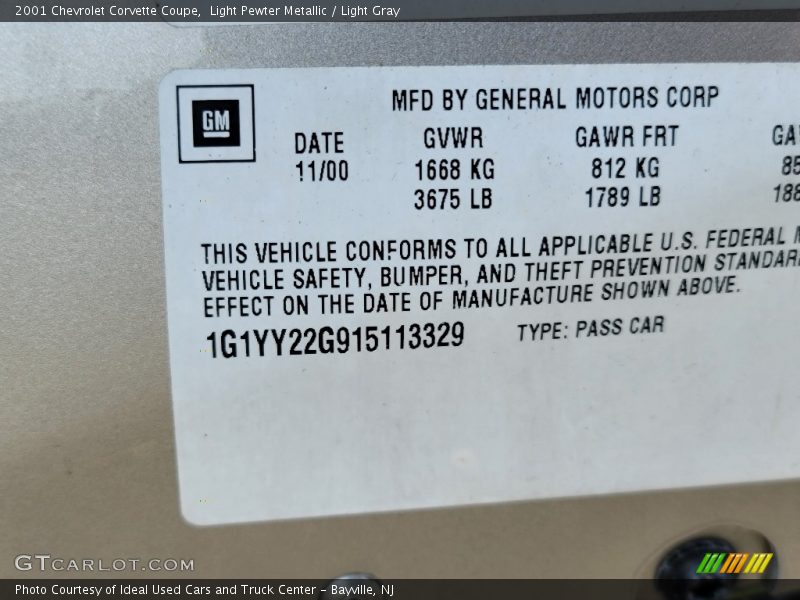 2001 Chevrolet Corvette Coupe,  Light Pewter Metallic / Light Gray
MFD BY GENERAL MOTORS CORP
GM
DATE GVWR GAWR FRT
11/00 1668 KG 812 KG
3675 LB 1789 LB
THIS VEHICLE CONFORMS TO ALL APPLICABLE U.S. FEDERAL
VEHICLE SAFETY, BUMPER, AND THEFT PREVENTION
EFFECT ON THE DATE OF MANUFACTURE SHOWN ABOVE.
1G1YY22G915113329 TYPE: PASS CAR
GTCARLOT.COM
Photo Courtesy of Ideal Used Cars and Truck Center – Bayville, NJ